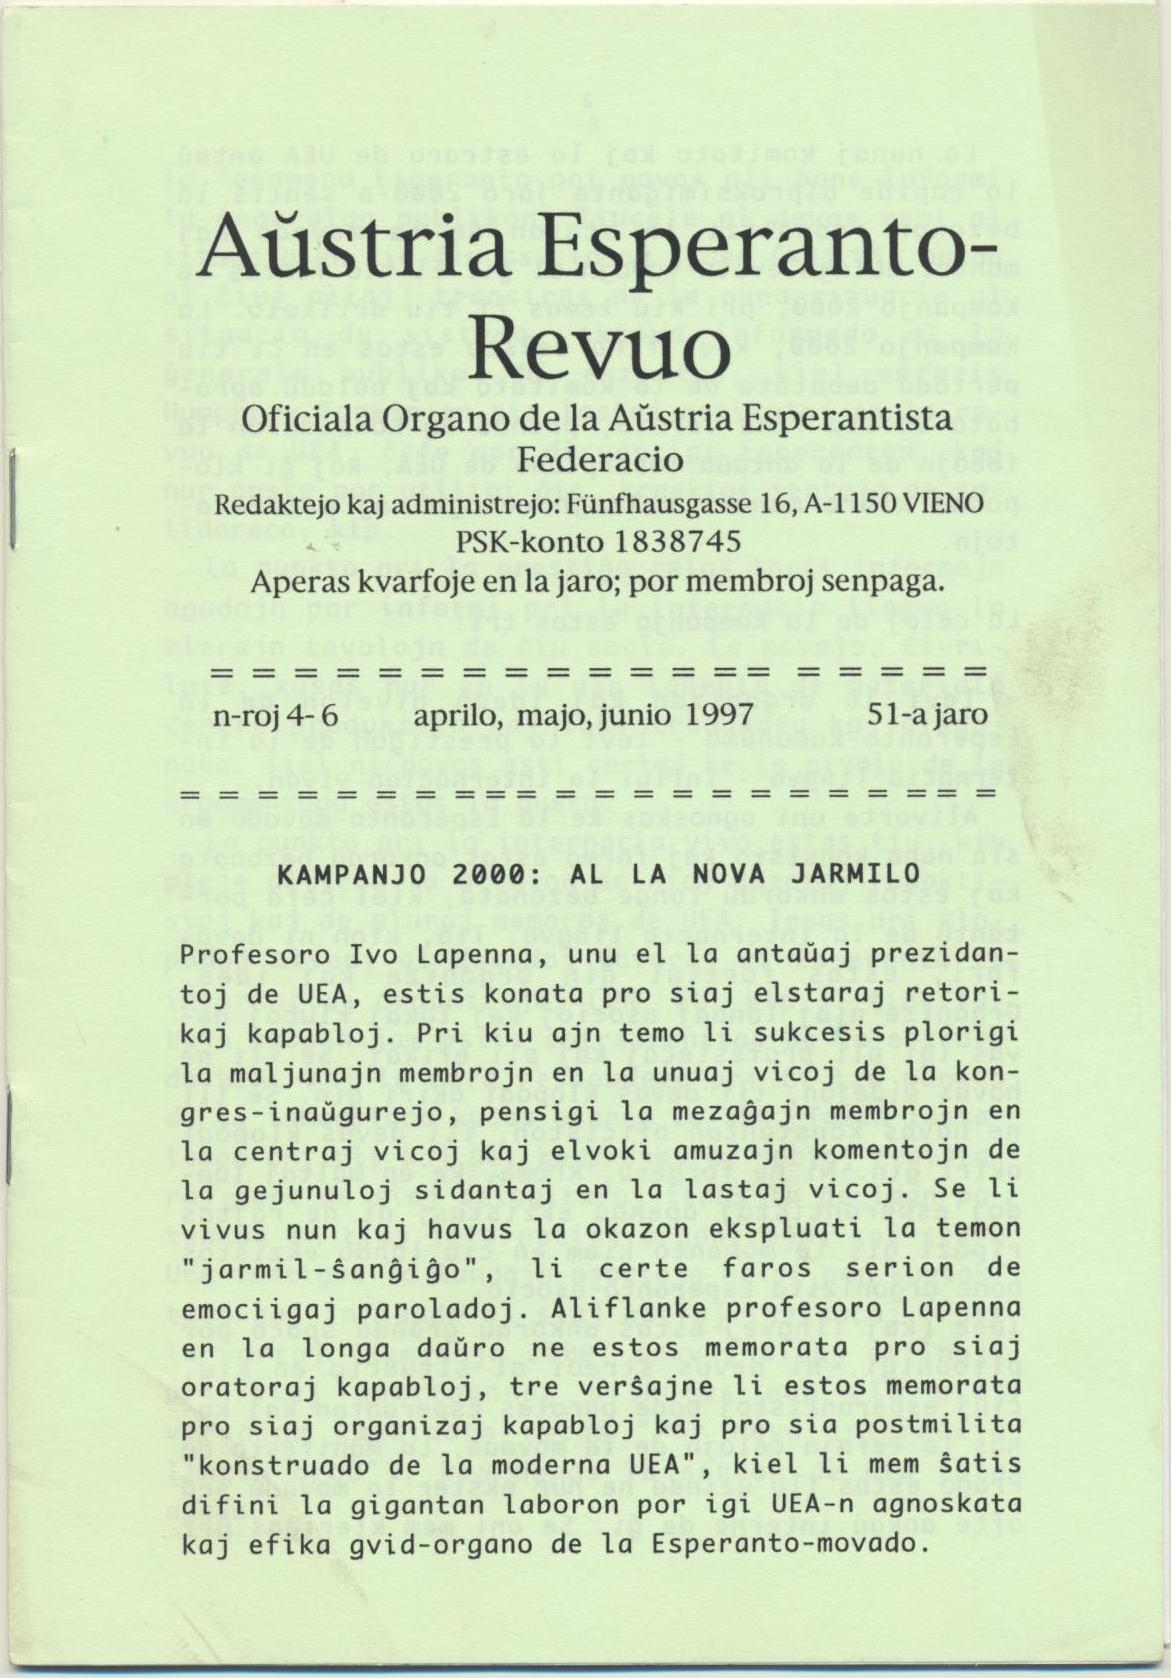 Aŭstria Esperanto-
Revuo
Oficiala Organo de la Aŭstria Esperantista
Federacio
Redaktejo kaj administrejo: Fünfhausgasse 16, A-1150 VIENO
PSK-konto 1838745
Aperas kvarfoje en la jaro; por membroj senpaga.
= = = = = = = = = = = = = = = = = = =
n-roj 4-6 aprilo, majo, junio 1997 51-a jaro
= = = = = = = = = = = = = = = = = = = = =
KAMPANJO 2000: AL LA NOVA JARMILO
Profesoro Ivo Lapenna, unu el la antaŭaj prezidan-
toj de UEA, estis konata pro siaj elstaraj retori-
kaj kapabloj. Pri kiu ajn temo li sukcesis plorigi
la maljunajn membrojn en la unuaj vicoj de la kon-
gres-inaŭgurejo, pensigi la mezaĝajn membrojn en
la centraj vicoj kaj elvoki amuzajn komentojn de
la gejunuloj sidantaj en la lastaj vicoj. Se li
vivus nun kaj havus la okazon ekspluati la temon
"jarmil-ŝanĝiĝo", li certe faros serion de
emociigaj paroladoj. Aliflanke profesoro Lapenna
en la longa daŭro ne estos memorata pro siaj
oratoraj kapabloj, tre verŝajne li estos memorata
pro siaj organizaj kapabloj kaj pro sia postmilita
"konstruado de la moderna UEA", kiel li mem ŝatis
difini la gigantan laboron por igi UEA-n agnoskata
kaj efika gvid-organo de la Esperanto-movado.